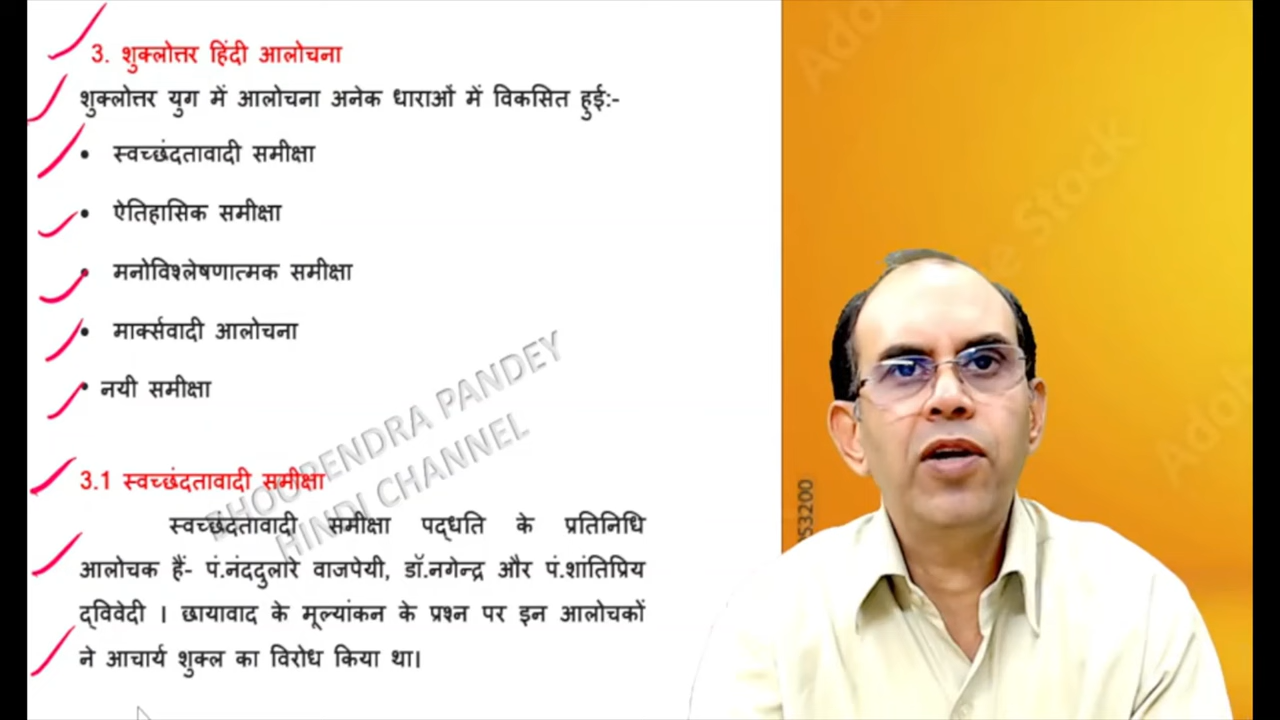 3. शुक्लोत्तर हिंदी आलोचना
शुक्लोत्तर युग में आलोचना अनेक धाराओं में विकसित हुई:-
• स्वच्छंदतावादी समीक्षा
• ऐतिहासिक समीक्षा
• मनोविश्लेषणात्मक समीक्षा
• मार्क्सवादी आलोचना
• नयी समीक्षा
BHOOPENDRA PANDEY
HINDI CHANNEL
3.1 स्वच्छंदतावादी समीक्षा
स्वच्छंदतावादी समीक्षा पद्धति के प्रतिनिधि
आलोचक हैं- पं.नंददुलारे वाजपेयी, डॉ.नगेन्द्र और पं.शांतिप्रिय
द्विवेदी । छायावाद के मूल्यांकन के प्रश्न पर इन आलोचकों
ने आचार्य शुक्ल का विरोध किया था।
Adobe Stock